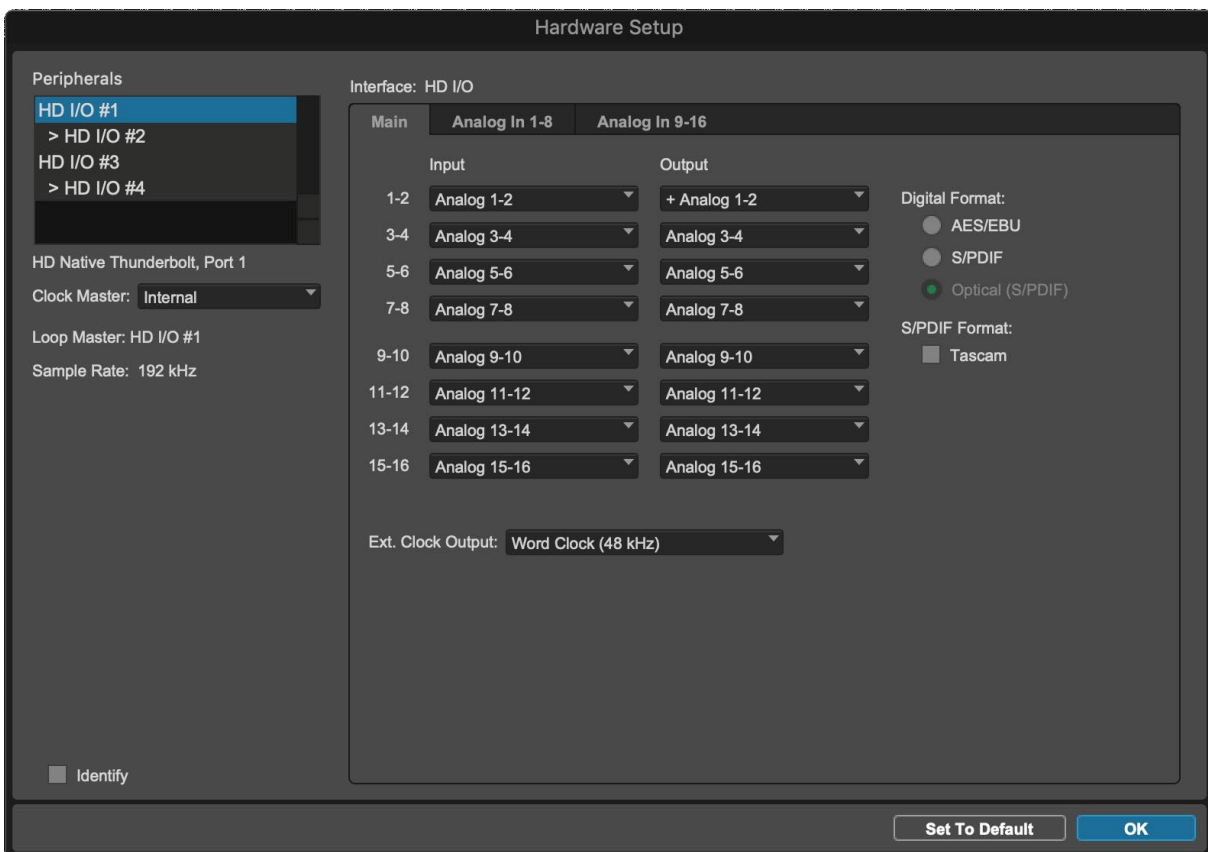 Hardware Setup
Peripherals
HD I/O #1
> HD I/O #2
HD I/O #3
> HD I/O #4
HD Native Thunderbolt, Port 1
Clock Master: Internal
Loop Master: HD I/O #1
Sample Rate: 192 kHz
Identify
Interface: HD I/O
Main Analog In 1-8 Analog In 9-16
Input Output
1-2 Analog 1-2 + Analog 1-2
3-4 Analog 3-4 Analog 3-4
5-6 Analog 5-6 Analog 5-6
7-8 Analog 7-8 Analog 7-8
9-10 Analog 9-10 Analog 9-10
11-12 Analog 11-12 Analog 11-12
13-14 Analog 13-14 Analog 13-14
15-16 Analog 15-16 Analog 15-16
Ext. Clock Output: Word Clock (48 kHz)
Digital Format:
AES/EBU
S/PDIF
Optical (S/PDIF)
S/PDIF Format:
Tascam
Set To Default OK